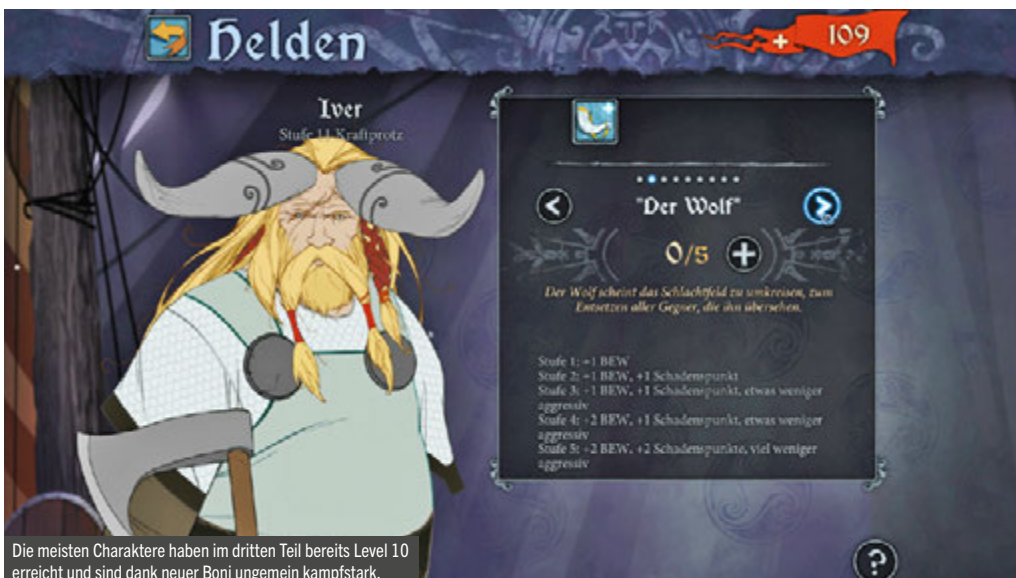 Helden
109
Iver
Stufe 11 Kraftprotz
"Der Wolf"
0/5
Der Wolf scheint das Schlachtfeld zu umkreisen, zum
Entsetzen aller Gegner, die ihn übersehen.
Stufe 1: +1 BEW
Stufe 2: +1 BEW, +1 Schadenspunkt
Stufe 3: +1 BEW, +1 Schadenspunkt, etwas weniger
aggressiv
Stufe 4: +2 BEW, +1 Schadenspunkt, etwas weniger
aggressiv
Stufe 5: +2 BEW, +2 Schadenspunkte, viel weniger
aggressiv
?
Die meisten Charaktere haben im dritten Teil bereits Level 10
erreicht und sind dank neuer Boni ungemein kampfstark.